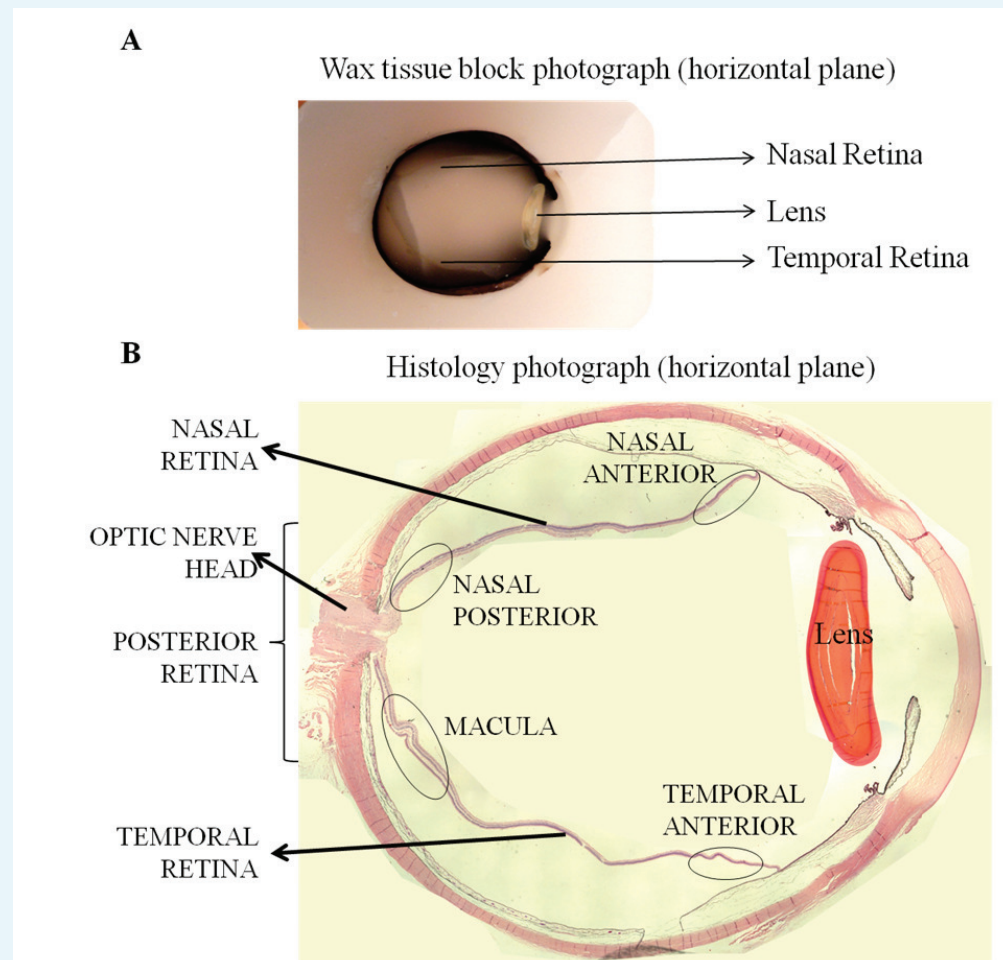 A
Wax tissue block photograph (horizontal plane)
Nasal Retina
Lens
Temporal Retina
B
Histology photograph (horizontal plane)
NASAL
RETINA
NASAL
ANTERIOR
OPTIC NERVE
HEAD
NASAL
POSTERIOR
POSTERIOR
RETINA
Lens
MACULA
TEMPORAL
ANTERIOR
TEMPORAL
RETINA